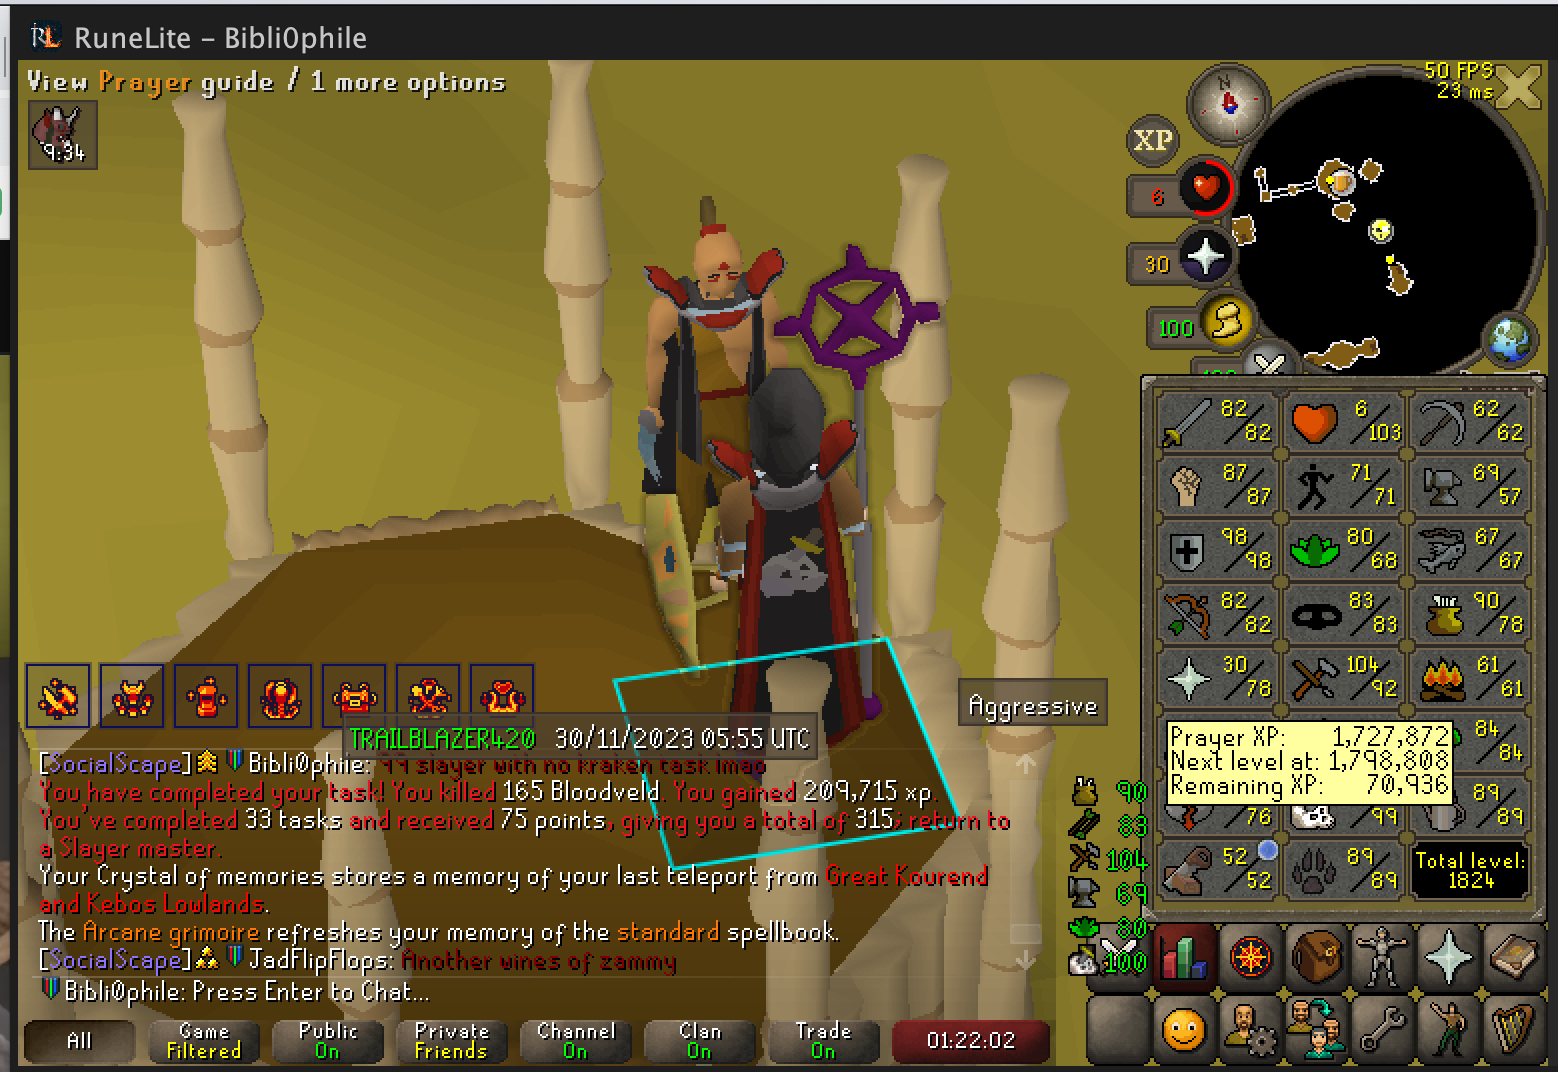 RuneLite - Bibli0phile
View Prayer guide / 1 more options
9:34
50 FPS
23 ms
N
XP
6
30
100
82/82
6/103
62/62
87/87
71/71
69/57
98/98
80/68
67/67
82/82
83/83
90/78
30/78
104/92
61/61
84/84
Prayer XP: 1,727,872
Next level at: 1,798,808
Remaining XP: 70,936
/76
/99
89/89
52/52
89/89
Total level:
1824
Aggressive
TRAILBLAZER420 30/11/2023 05:55 UTC
[SocialScape] Bibli0phile: 99 slayer with no kraken task lmao
You have completed your task! You killed 165 Bloodveld. You gained 209,715 xp.
You've completed 33 tasks and received 75 points, giving you a total of 315; return to
a Slayer master.
Your Crystal of memories stores a memory of your last teleport from Great Kourend
and Kebos Lowlands.
The Arcane grimoire refreshes your memory of the standard spellbook.
[SocialScape] JadFlipFlops: Another wines of zammy
Bibli0phile: Press Enter to Chat...
90
83
104
69
80
100
All
Game
Filtered
Public
On
Private
Friends
Channel
On
Clan
On
Trade
On
01:22:02